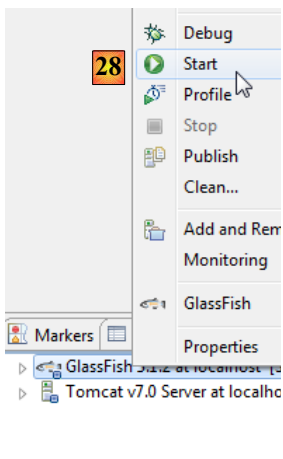 Debug
28
Start
Profile
Stop
Publish
Clean...
Add and Rem
Monitoring
GlassFish
Properties
Markers
GlassFish 3.1.2 at localhost [
Tomcat v7.0 Server at localho